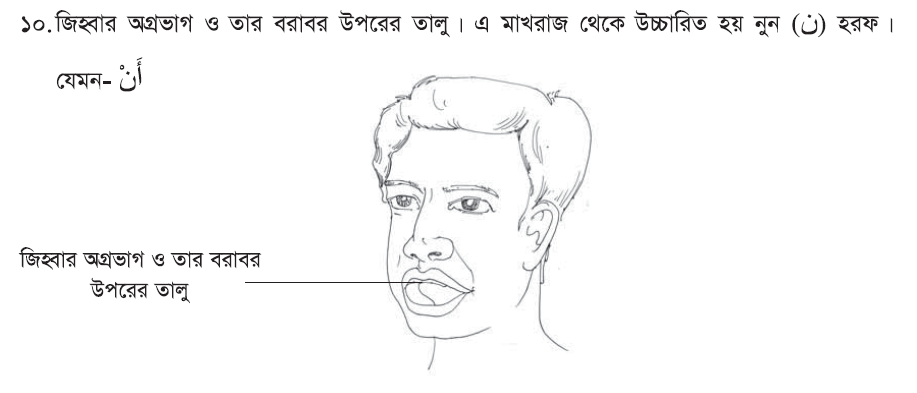 ১০. জিহ্বার অগ্রভাগ ও তার বরাবর উপরের তালু। এ মাখরাজ থেকে উচ্চারিত হয় নুন (ن) হরফ।
যেমন- أَنْ
জিহ্বার অগ্রভাগ ও তার বরাবর
উপরের তালু